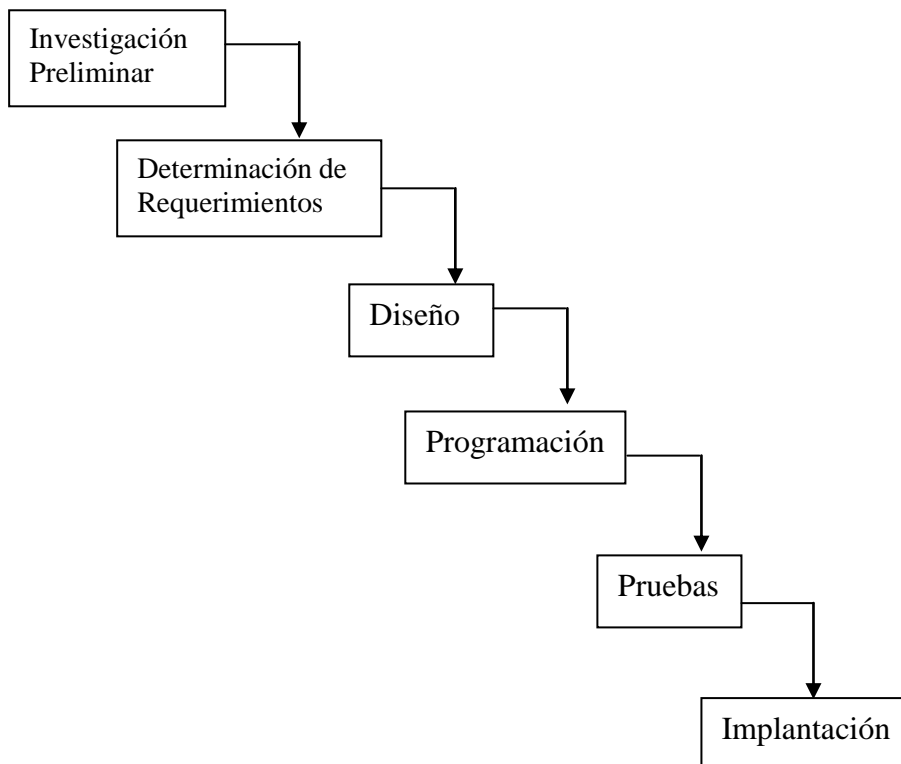 Investigación
Preliminar
Determinación de
Requerimientos
Diseño
Programación
Pruebas
Implantación